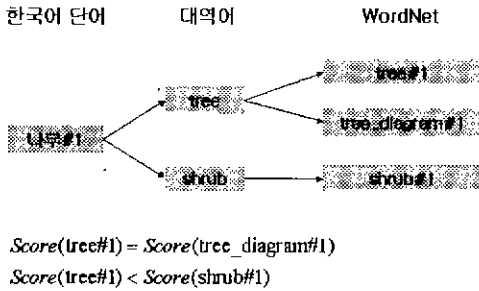 한국어 단어 대역어 WordNet
tree#1
tree
tree_diagram#1
나무#1
shrub shrub#1
Score(tree#1) = Score(tree_diagram#1)
Score(tree#1) < Score(shrub#1)